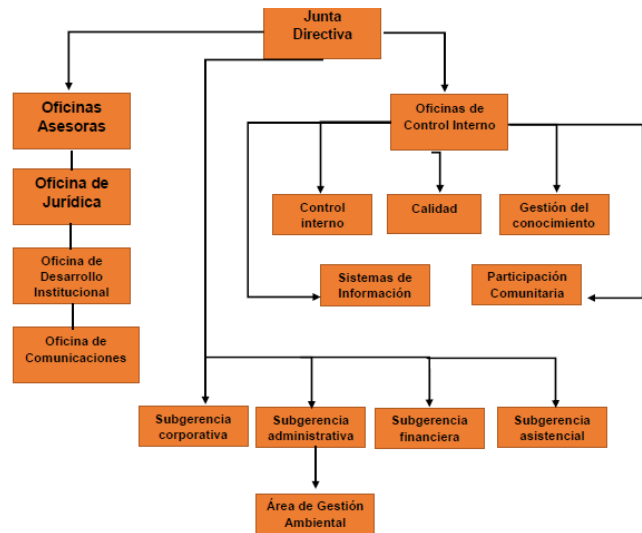 Junta
Directiva
Oficinas
Asesoras
Oficinas de
Control Interno
Oficina de
Jurídica
Control
interno
Calidad
Gestión del
conocimiento
Oficina de
Desarrollo
Institucional
Sistemas de
Información
Participación
Comunitaria
Oficina de
Comunicaciones
Subgerencia
corporativa
Subgerencia
administrativa
Subgerencia
financiera
Subgerencia
asistencial
Área de Gestión
Ambiental